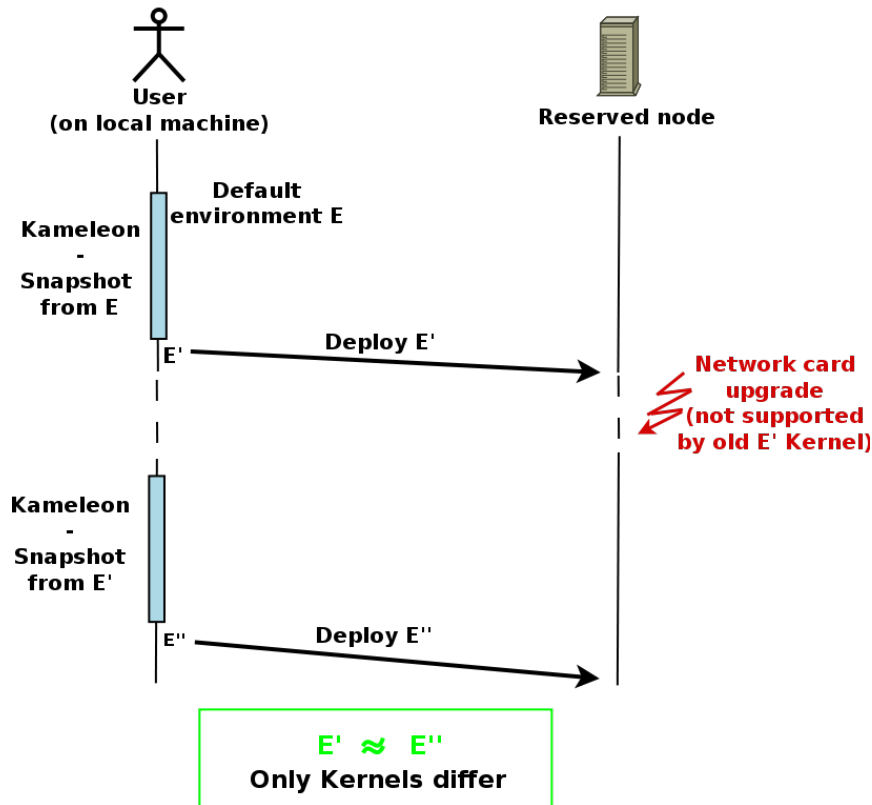 User
(on local machine)
Reserved node
Default
environment E
Kameleon
-
Snapshot
from E
E'
Deploy E'
Network card
upgrade
(not supported
by old E' Kernel)
Kameleon
-
Snapshot
from E'
E''
Deploy E''
E' ≈ E''
Only Kernels differ